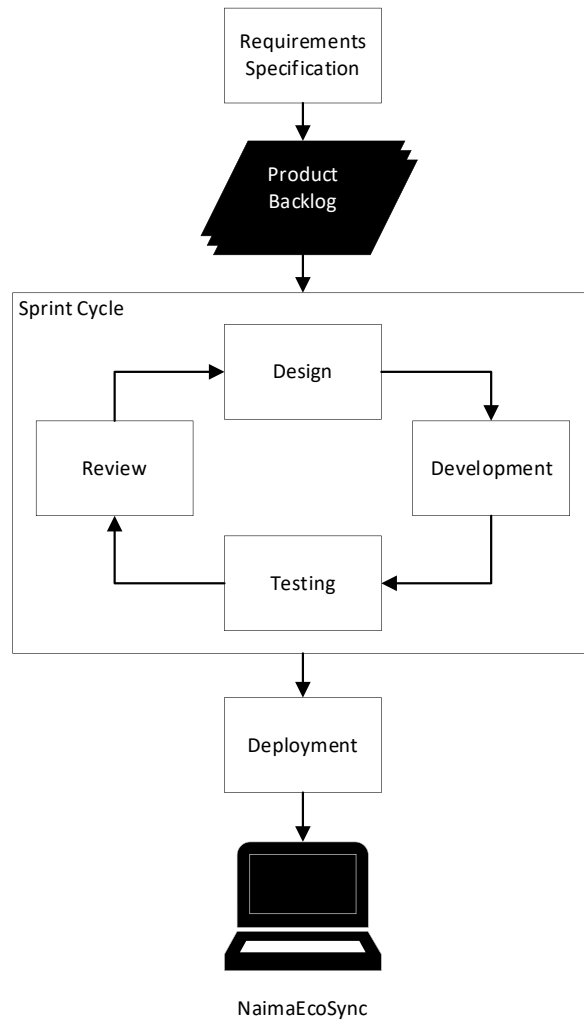 Requirements
Specification
Product
Backlog
Sprint Cycle
Design
Review
Development
Testing
Deployment
NaimaEcoSync